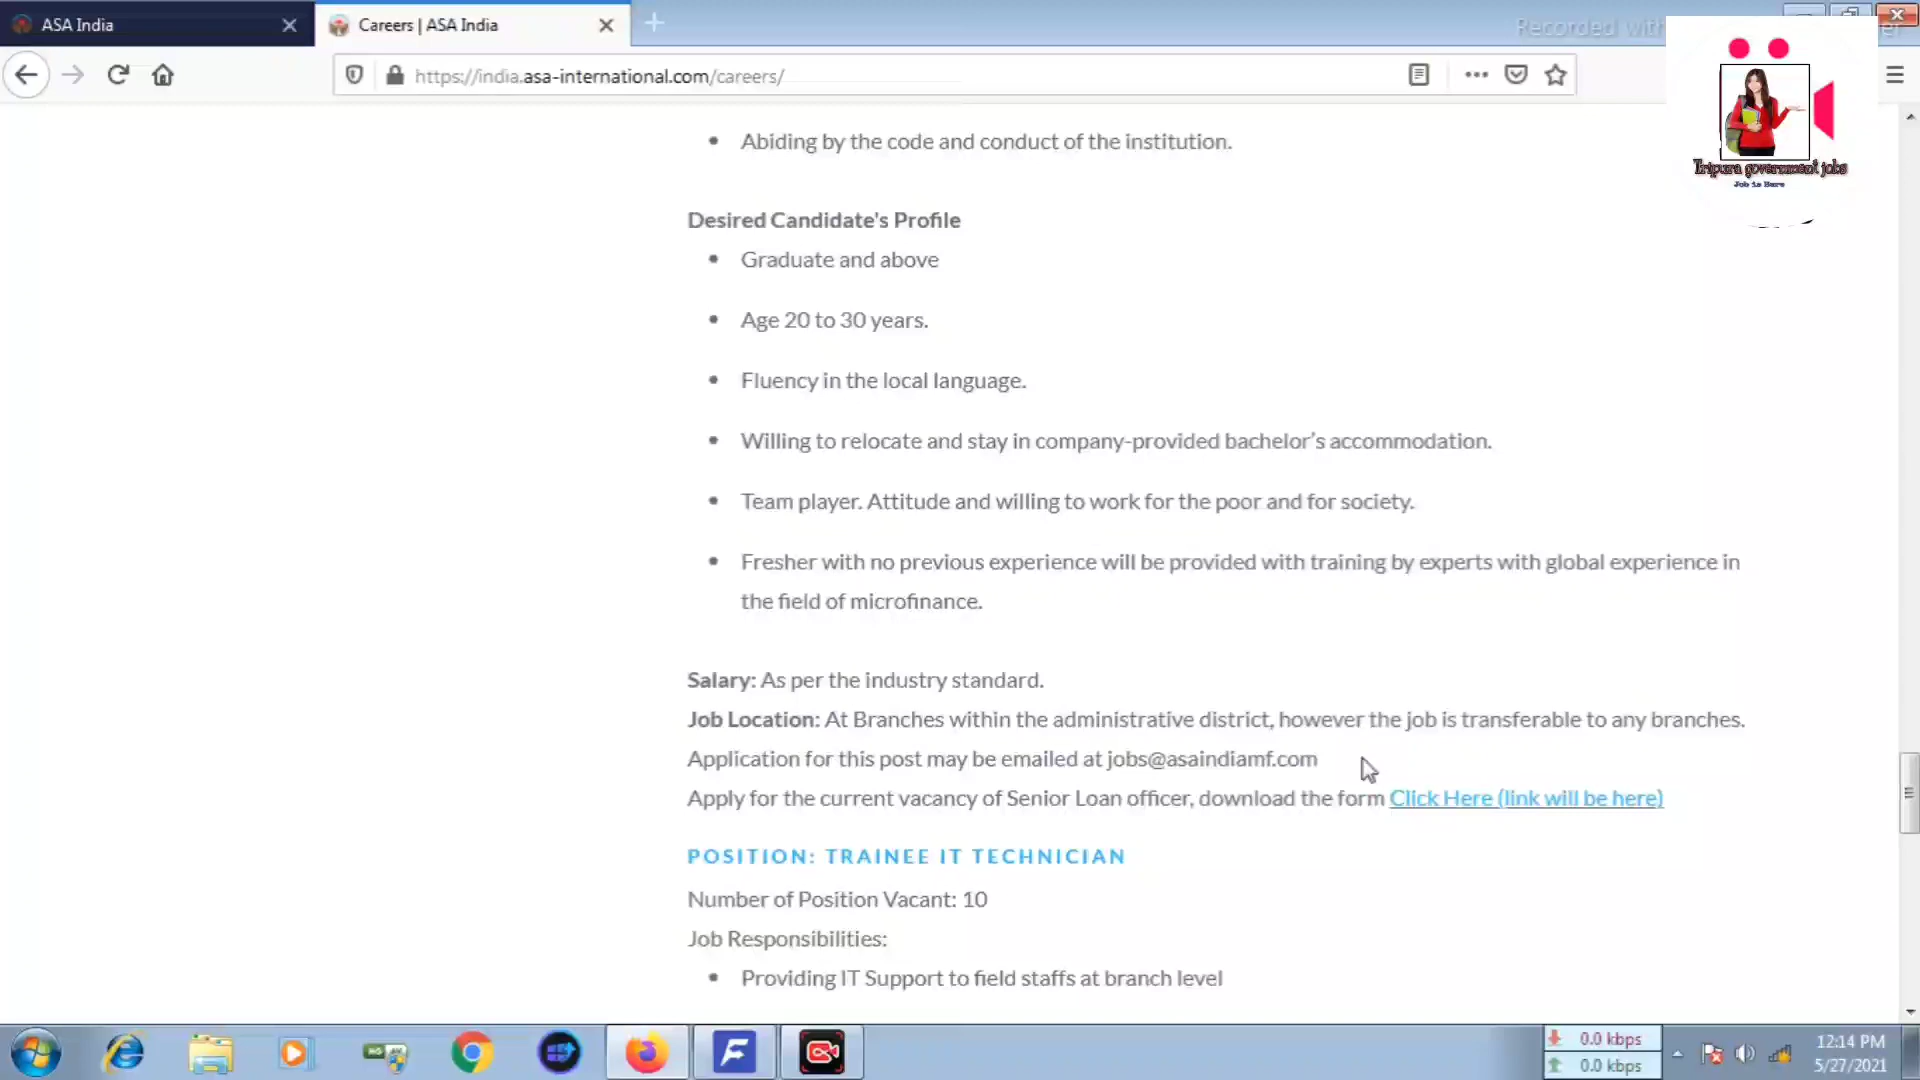 ASA India
Careers | ASA India
Recorded with
https://india.asa-international.com/careers/
Tripura government jobs
Job is Here
Abiding by the code and conduct of the institution.
Desired Candidate's Profile
Graduate and above
Age 20 to 30 years.
Fluency in the local language.
Willing to relocate and stay in company-provided bachelor’s accommodation.
Team player. Attitude and willing to work for the poor and for society.
Fresher with no previous experience will be provided with training by experts with global experience in
the field of microfinance.
Salary: As per the industry standard.
Job Location: At Branches within the administrative district, however the job is transferable to any branches.
Application for this post may be emailed at jobs@asaindiamf.com
Apply for the current vacancy of Senior Loan officer, download the form Click Here (link will be here)
POSITION: TRAINEE IT TECHNICIAN
Number of Position Vacant: 10
Job Responsibilities:
Providing IT Support to field staffs at branch level
0.0 kbps
0.0 kbps
12:14 PM
5/27/2021